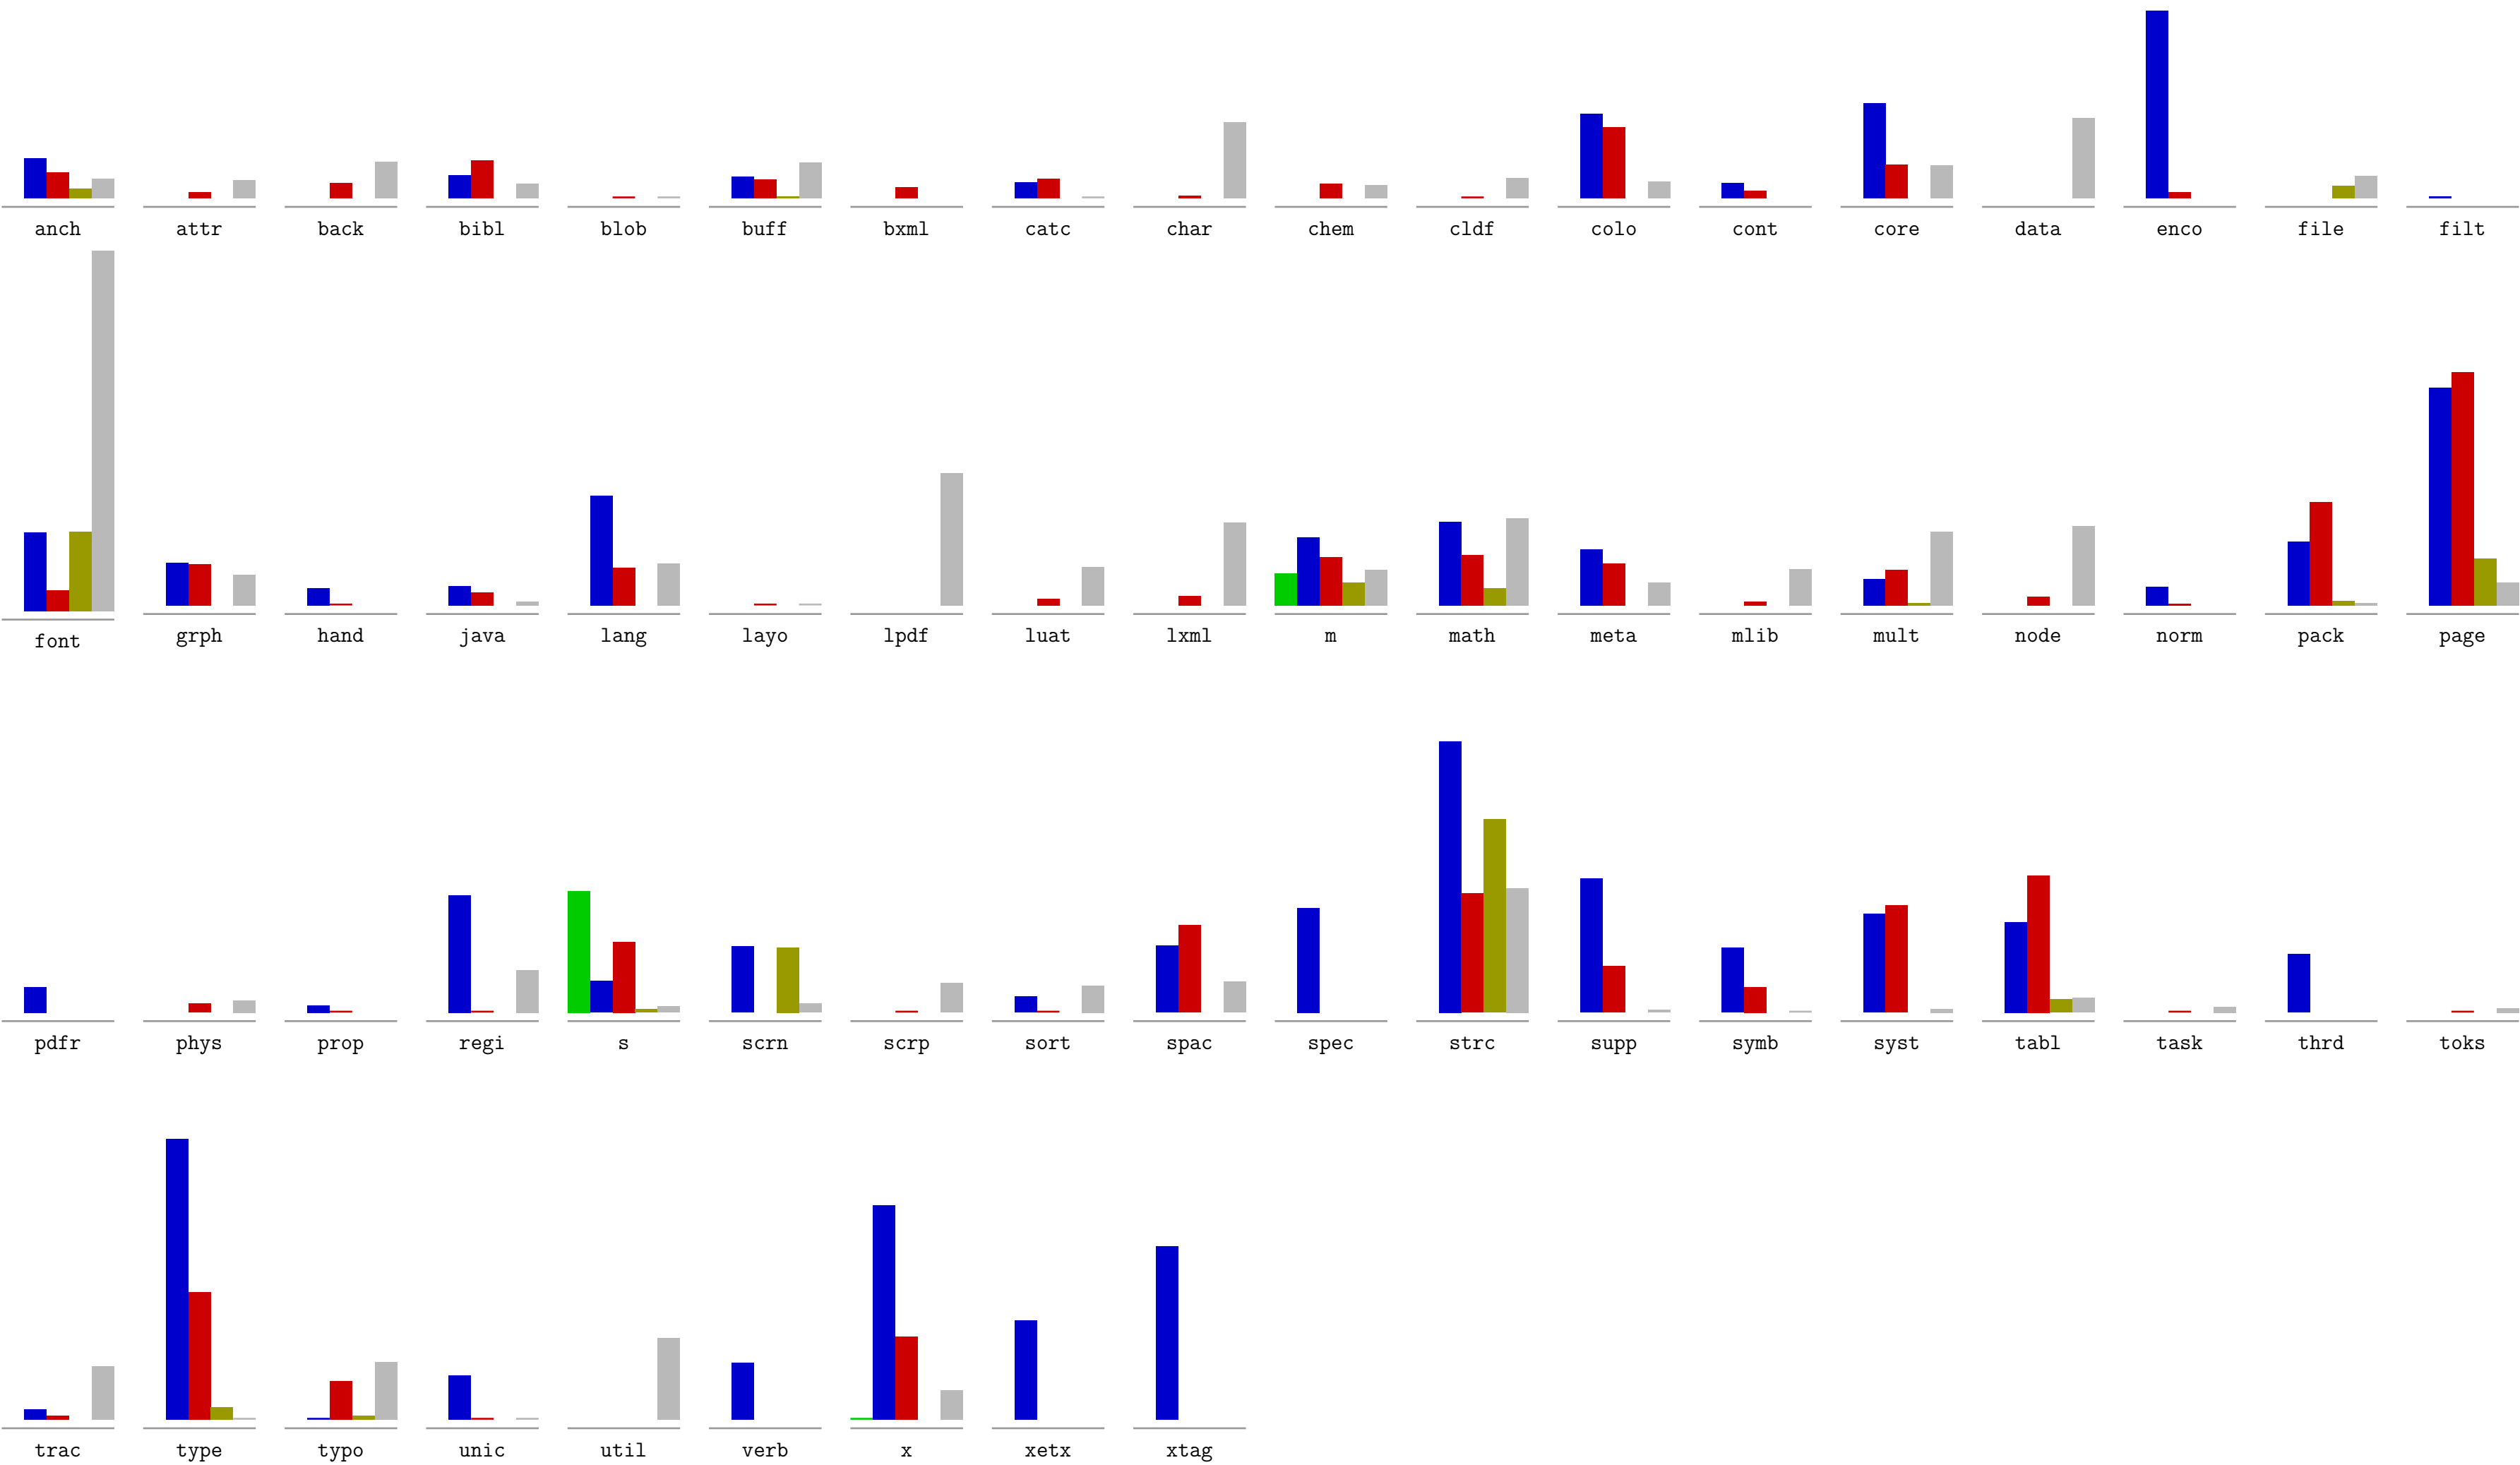 anch attr back bibl blob buff bxml catc char chem cldf colo cont core data enco file filt
font grph hand java lang layo lpdf luat lxml m math meta mlib mult node norm pack page
pdfr phys prop regi s scrn scrp sort spac spec strc supp symb syst tabl task thrd toks
trac type typo unic util verb x xetx xtag